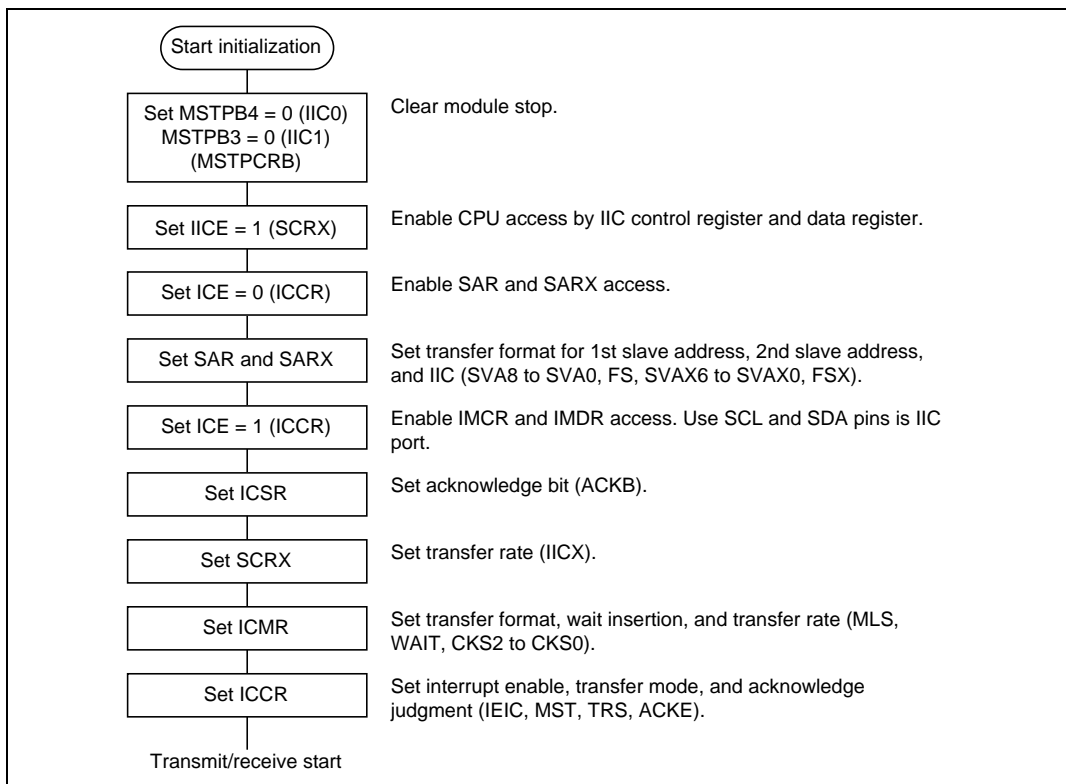 Start initialization
Set MSTPB4 = 0 (IIC0)
MSTPB3 = 0 (IIC1)
(MSTPCRB)
Clear module stop.
Set IICE = 1 (SCRX)
Enable CPU access by IIC control register and data register.
Set ICE = 0 (ICCR)
Enable SAR and SARX access.
Set SAR and SARX
Set transfer format for 1st slave address, 2nd slave address,
and IIC (SVA8 to SVA0, FS, SVAX6 to SVAX0, FSX).
Set ICE = 1 (ICCR)
Enable IMCR and IMDR access. Use SCL and SDA pins is IIC
port.
Set ICSR
Set acknowledge bit (ACKB).
Set SCRX
Set transfer rate (IICX).
Set ICMR
Set transfer format, wait insertion, and transfer rate (MLS,
WAIT, CKS2 to CKS0).
Set ICCR
Set interrupt enable, transfer mode, and acknowledge
judgment (IEIC, MST, TRS, ACKE).
Transmit/receive start